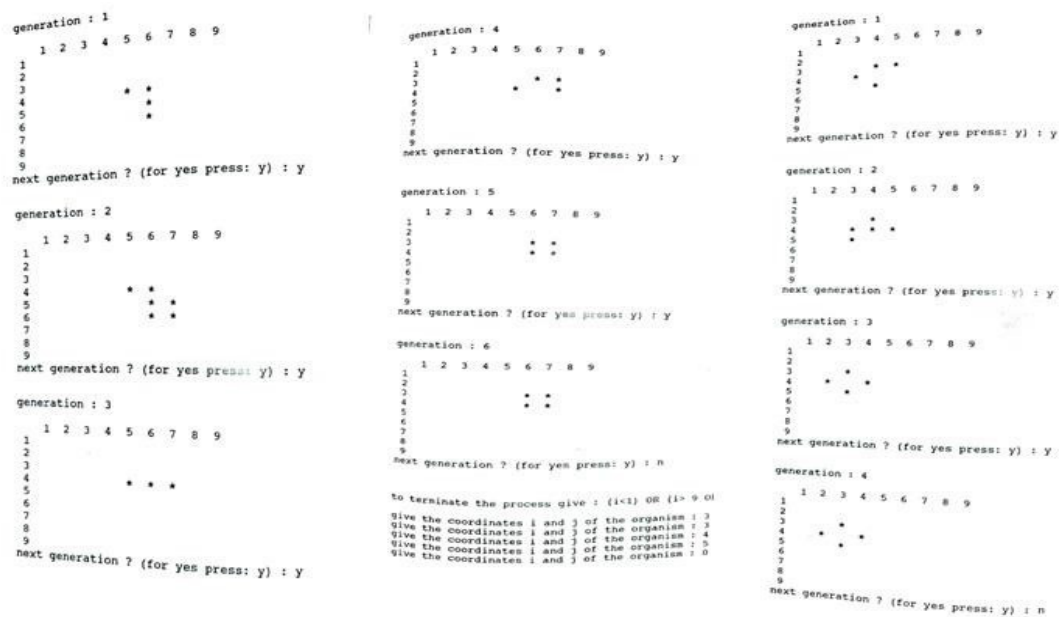 generation : 1
1 2 3 4 5 6 7 8 9
1
2
3 * *
4 *
5 *
6
7
8
9
next generation ? (for yes press: y) : y
generation : 2
1 2 3 4 5 6 7 8 9
1
2
3
4 * *
5 * *
6 * *
7
8
9
next generation ? (for yes press: y) : y
generation : 3
1 2 3 4 5 6 7 8 9
1
2
3
4 * * *
5
6
7
8
9
next generation ? (for yes press: y) : y
generation : 4
1 2 3 4 5 6 7 8 9
1
2
3 * *
4 * *
5
6
7
8
9
next generation ? (for yes press: y) : y
generation : 5
1 2 3 4 5 6 7 8 9
1
2
3 * *
4 * *
5
6
7
8
9
next generation ? (for yes press: y) : y
generation : 6
1 2 3 4 5 6 7 8 9
1
2
3 * *
4 * *
5
6
7
8
9
next generation ? (for yes press: y) : n
to terminate the process give : (i<1) OR (i> 9 OR
give the coordinates i and j of the organism : 3
give the coordinates i and j of the organism : 3
give the coordinates i and j of the organism : 4
give the coordinates i and j of the organism : 5
give the coordinates i and j of the organism : 0
generation : 1
1 2 3 4 5 6 7 8 9
1
2
3 * *
4 *
5 *
6
7
8
9
next generation ? (for yes press: y) : y
generation : 2
1 2 3 4 5 6 7 8 9
1
2
3 *
4 * * *
5 *
6
7
8
9
next generation ? (for yes press: y) : y
generation : 3
1 2 3 4 5 6 7 8 9
1
2
3 *
4 * *
5 *
6
7
8
9
next generation ? (for yes press: y) : y
generation : 4
1 2 3 4 5 6 7 8 9
1
2
3 *
4 * *
5 *
6
7
8
9
next generation ? (for yes press: y) : n